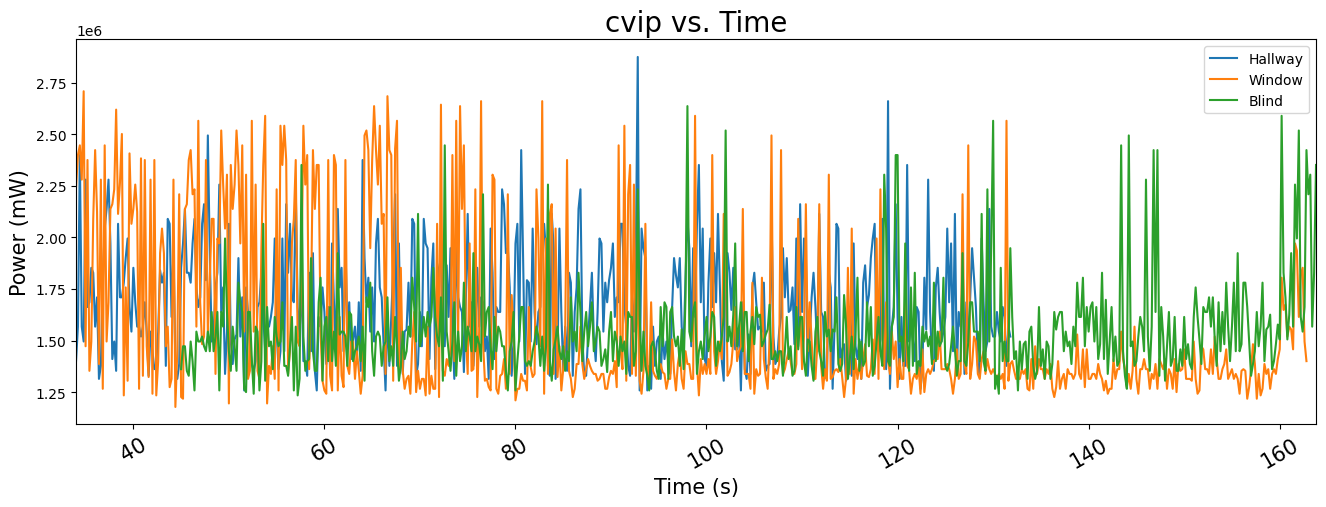 cvip vs. Time
1e6
Hallway
Window
Blind
2.75
2.50
2.25
2.00
1.75
1.50
1.25
Power (mW)
40 60 80 100 120 140 160
Time (s)